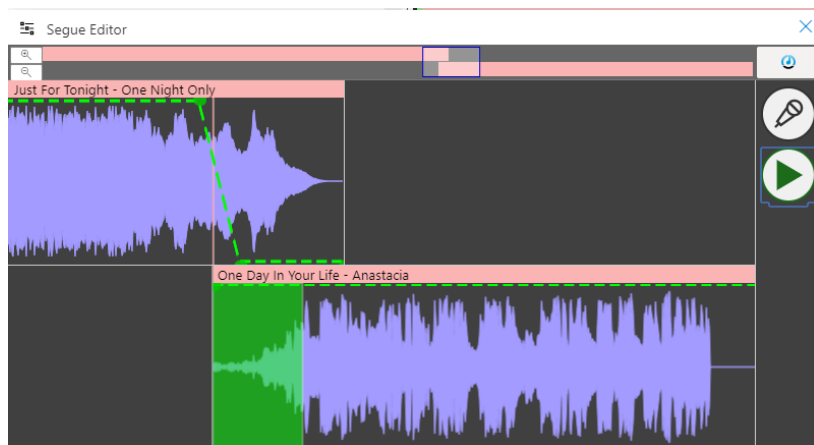 Segue Editor
Just For Tonight - One Night Only
One Day In Your Life - Anastacia